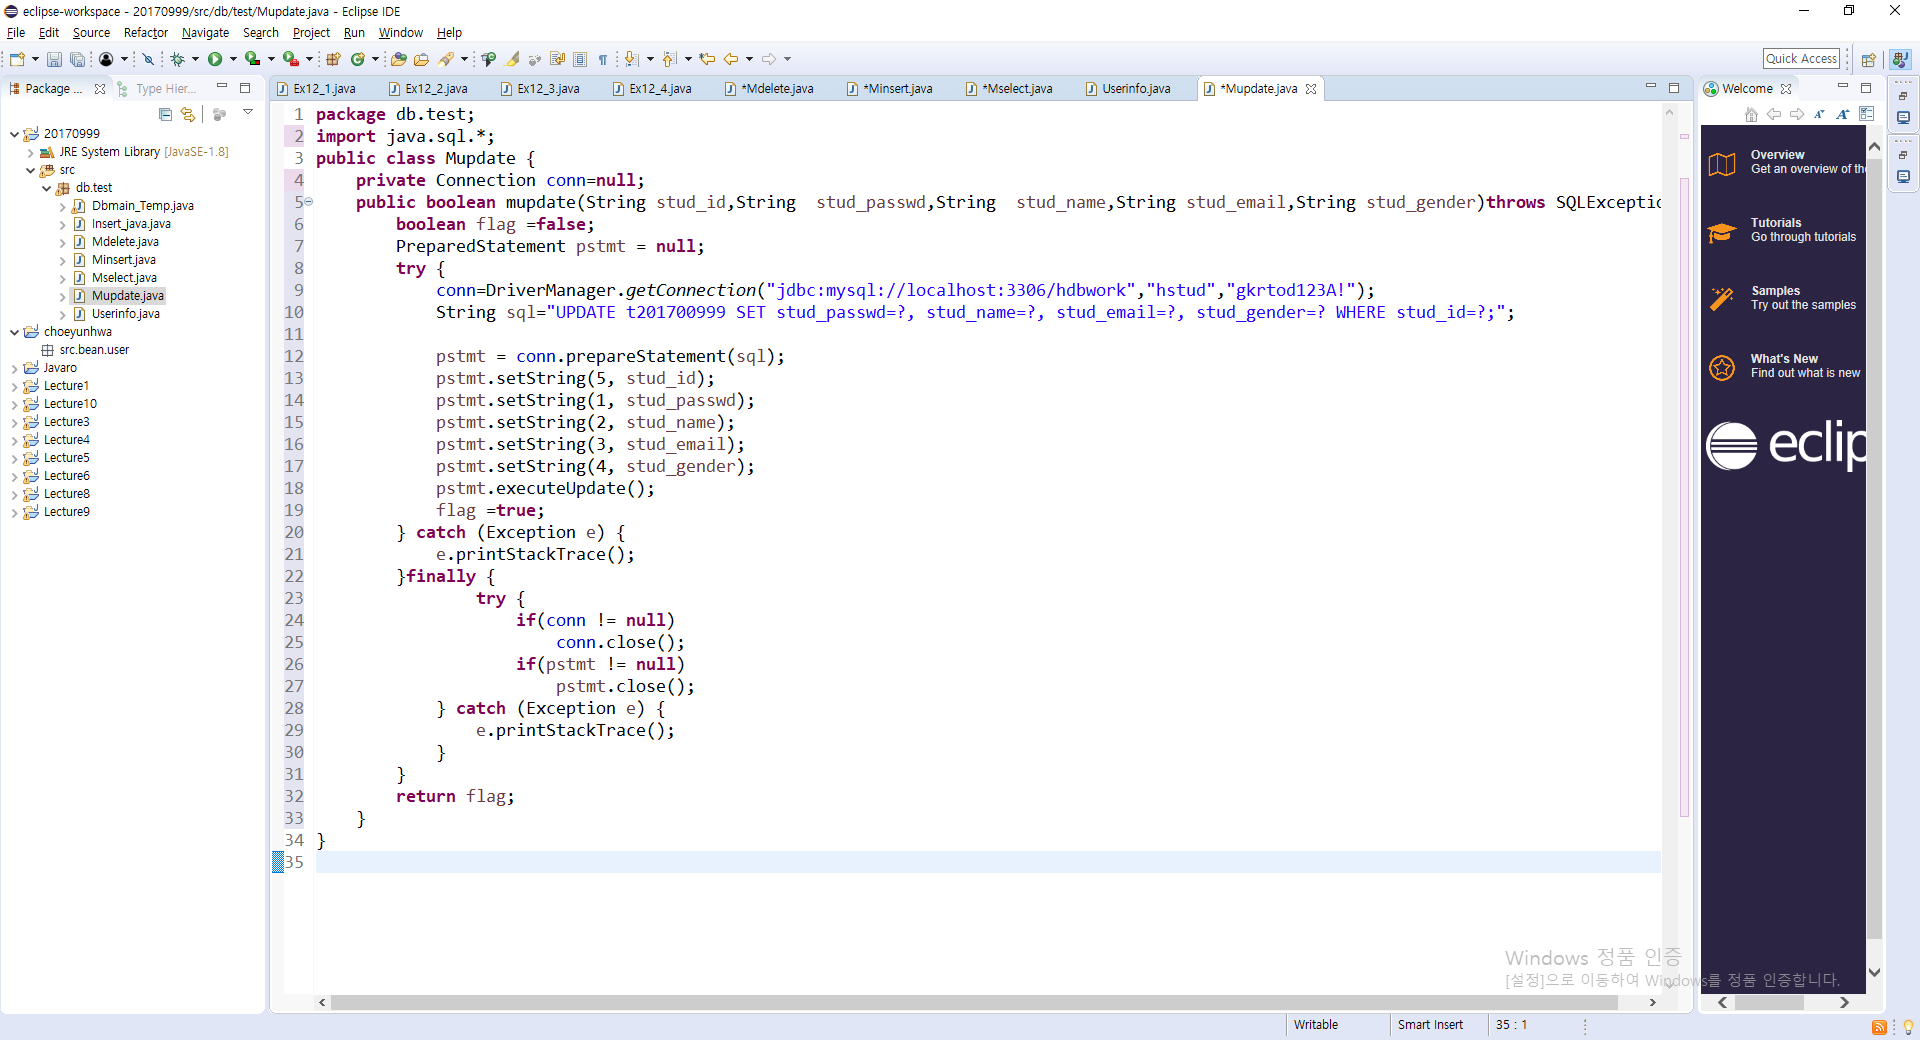 eclipse-workspace - 20170999/src/db/test/Mupdate.java - Eclipse IDE
File Edit Source Refactor Navigate Search Project Run Window Help
Quick Access
Package ... Type Hier...
Ex12_1.java Ex12_2.java Ex12_3.java Ex12_4.java *Mdelete.java *Minsert.java *Mselect.java Userinfo.java *Mupdate.java
Welcome
20170999
JRE System Library [JavaSE-1.8]
src
db.test
Dbmain_Temp.java
Insert_java.java
Mdelete.java
Minsert.java
Mselect.java
Mupdate.java
Userinfo.java
choeyunhwa
src.bean.user
Javaro
Lecture1
Lecture10
Lecture3
Lecture4
Lecture5
Lecture6
Lecture8
Lecture9
1 package db.test;
2 import java.sql.*;
3 public class Mupdate {
4 private Connection conn=null;
5 public boolean mupdate(String stud_id,String stud_passwd,String stud_name,String stud_email,String stud_gender)throws SQLExceptio
6 boolean flag =false;
7 PreparedStatement pstmt = null;
8 try {
9 conn=DriverManager.getConnection("jdbc:mysql://localhost:3306/hdbwork","hstud","gkrtod123A!");
10 String sql="UPDATE t201700999 SET stud_passwd=?, stud_name=?, stud_email=?, stud_gender=? WHERE stud_id=?;";
11
12 pstmt = conn.prepareStatement(sql);
13 pstmt.setString(5, stud_id);
14 pstmt.setString(1, stud_passwd);
15 pstmt.setString(2, stud_name);
16 pstmt.setString(3, stud_email);
17 pstmt.setString(4, stud_gender);
18 pstmt.executeUpdate();
19 flag =true;
20 } catch (Exception e) {
21 e.printStackTrace();
22 }finally {
23 try {
24 if(conn != null)
25 conn.close();
26 if(pstmt != null)
27 pstmt.close();
28 } catch (Exception e) {
29 e.printStackTrace();
30 }
31 }
32 return flag;
33 }
34 }
35
Overview
Get an overview of the
Tutorials
Go through tutorials
Samples
Try out the samples
What's New
Find out what is new
eclip
Windows 정품 인증
[설정]으로 이동하여 Windows를 정품 인증합니다.
Writable Smart Insert 35 : 1